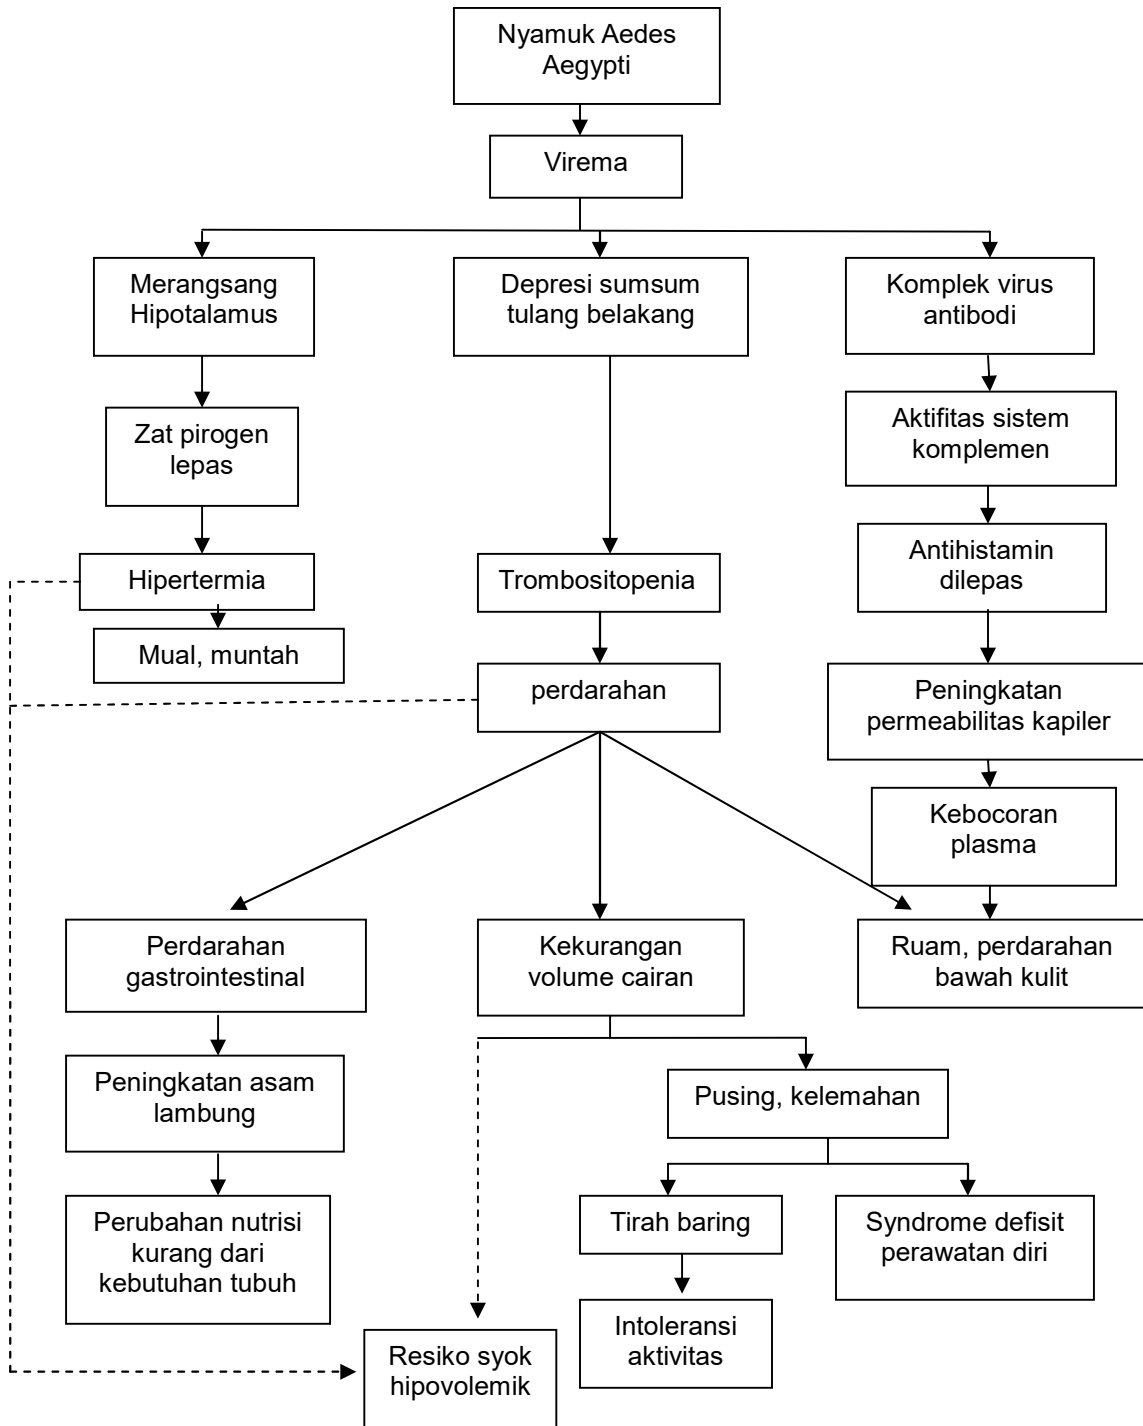 Nyamuk Aedes
Aegypti
Virema
Merangsang
Hipotalamus
Depresi sumsum
tulang belakang
Komplek virus
antibodi
Zat pirogen
lepas
Aktifitas sistem
komplemen
Hipertermia
Trombositopenia
Antihistamin
dilepas
Mual, muntah
perdarahan
Peningkatan
permeabilitas kapiler
Kebocoran
plasma
Perdarahan
gastrointestinal
Kekurangan
volume cairan
Ruam, perdarahan
bawah kulit
Peningkatan asam
lambung
Pusing, kelemahan
Perubahan nutrisi
kurang dari
kebutuhan tubuh
Tirah baring
Syndrome defisit
perawatan diri
Intoleransi
aktivitas
Resiko syok
hipovolemik